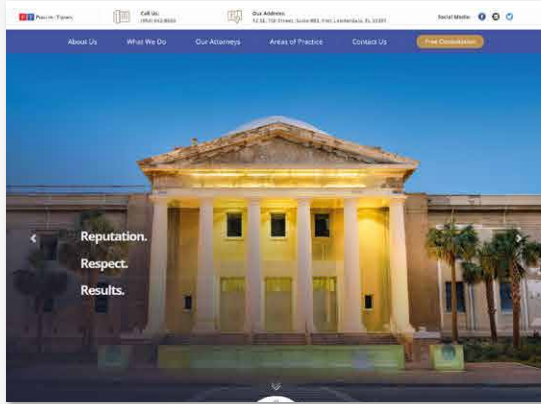 Call Us:
Our Address:
Social Media:
About Us
What We Do
Our Attorneys
Areas of Practice
Contact Us
Free Consultation
Reputation.
Respect.
Results.